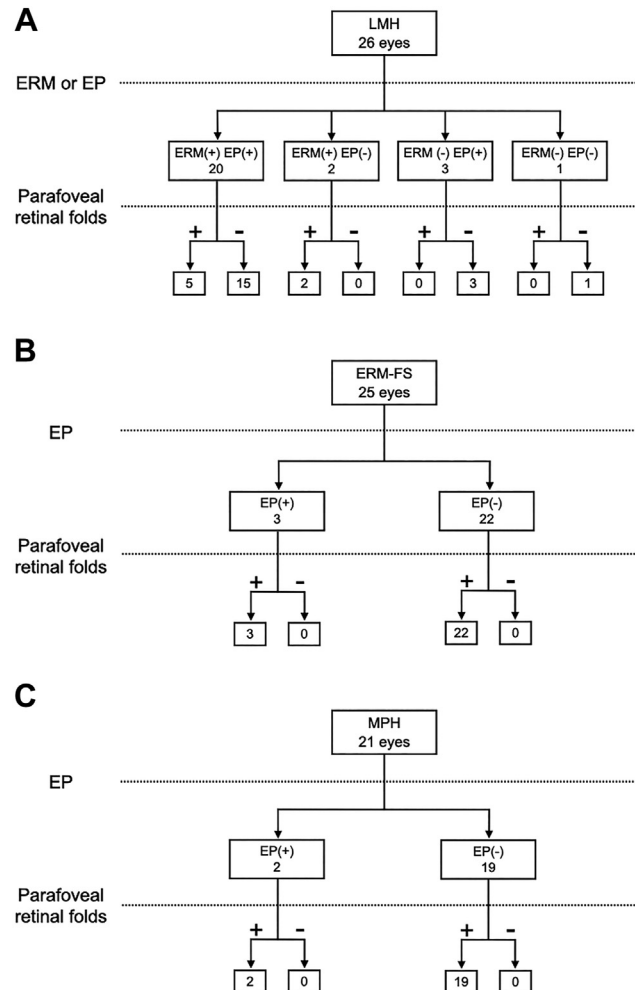 A
LMH
26 eyes
ERM or EP
ERM(+) EP(+)
20
ERM(+) EP(-)
2
ERM (-) EP(+)
3
ERM(-) EP(-)
1
Parafoveal
retinal folds
+ - + - + - + -
5 15 2 0 0 3 0 1
B
ERM-FS
25 eyes
EP
EP(+)
3
EP(-)
22
Parafoveal
retinal folds
+ - + -
3 0 22 0
C
MPH
21 eyes
EP
EP(+)
2
EP(-)
19
Parafoveal
retinal folds
+ - + -
2 0 19 0